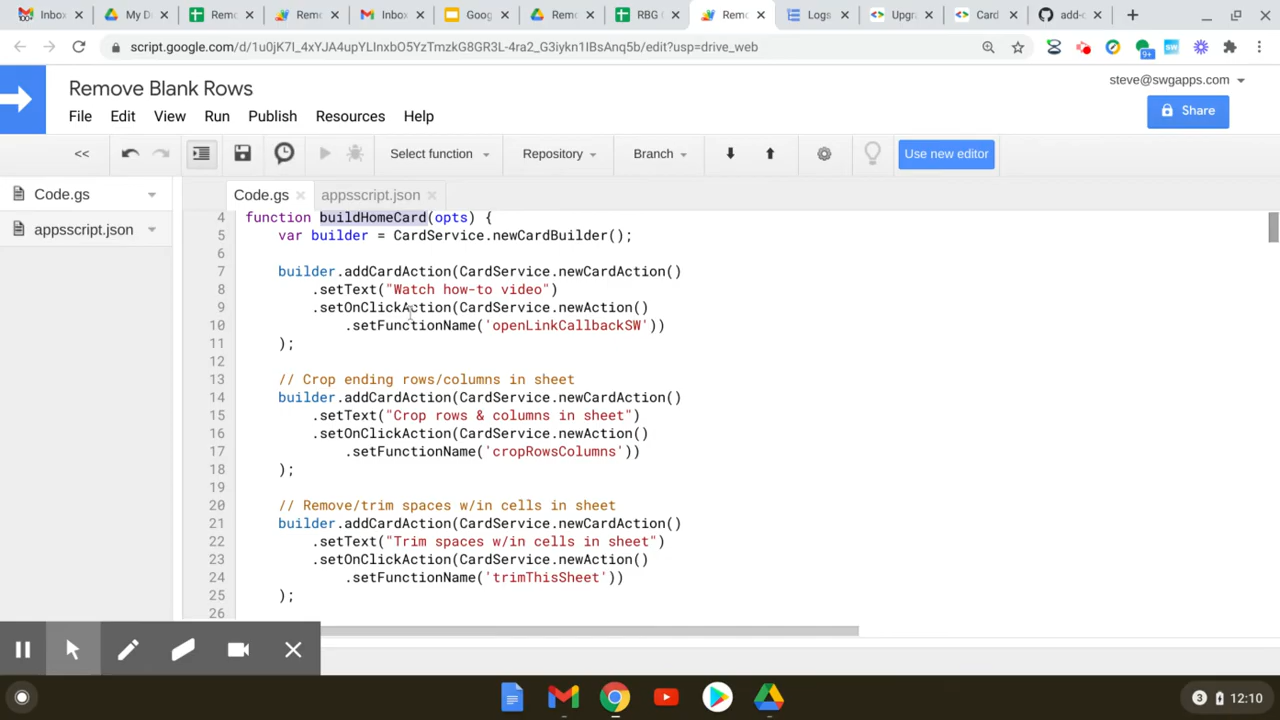 Inbox
My D
Remo
Remo
Inbox
Goog
Remo
RBG
Remo
Logs
Upgr
Card
add-c
script.google.com/d/1u0jK7I_4xYJA4upYLInxbO5YzTmzkG8GR3L-4ra2_G3iykn1IBsAnq5b/edit?usp=drive_web
9+
Remove Blank Rows
steve@swgapps.com
File Edit View Run Publish Resources Help
Share
<< Select function Repository Branch Use new editor
Code.gs
appsscript.json
Code.gs appsscript.json
4 function buildHomeCard(opts) {
5 var builder = CardService.newCardBuilder();
6
7 builder.addCardAction(CardService.newCardAction()
8 .setText("Watch how-to video")
9 .setOnClickAction(CardService.newAction()
10 .setFunctionName('openLinkCallbackSW'))
11 );
12
13 // Crop ending rows/columns in sheet
14 builder.addCardAction(CardService.newCardAction()
15 .setText("Crop rows & columns in sheet")
16 .setOnClickAction(CardService.newAction()
17 .setFunctionName('cropRowsColumns'))
18 );
19
20 // Remove/trim spaces w/in cells in sheet
21 builder.addCardAction(CardService.newCardAction()
22 .setText("Trim spaces w/in cells in sheet")
23 .setOnClickAction(CardService.newAction()
24 .setFunctionName('trimThisSheet'))
25 );
26
3 12:10